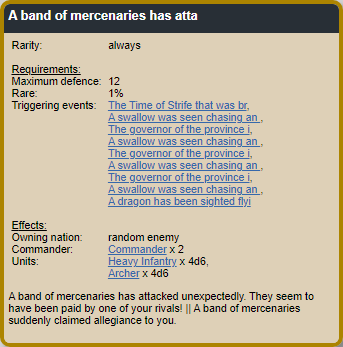 A band of mercenaries has atta
Rarity: always
Requirements:
Maximum defence: 12
Rare: 1%
Triggering events: The Time of Strife that was br,
A swallow was seen chasing an ,
The governor of the province i,
A swallow was seen chasing an ,
The governor of the province i,
A swallow was seen chasing an ,
The governor of the province i,
A swallow was seen chasing an ,
A dragon has been sighted flyi
Effects:
Owning nation: random enemy
Commander: Commander x 2
Units: Heavy Infantry x 4d6,
Archer x 4d6
A band of mercenaries has attacked unexpectedly. They seem to
have been paid by one of your rivals! || A band of mercenaries
suddenly claimed allegiance to you.